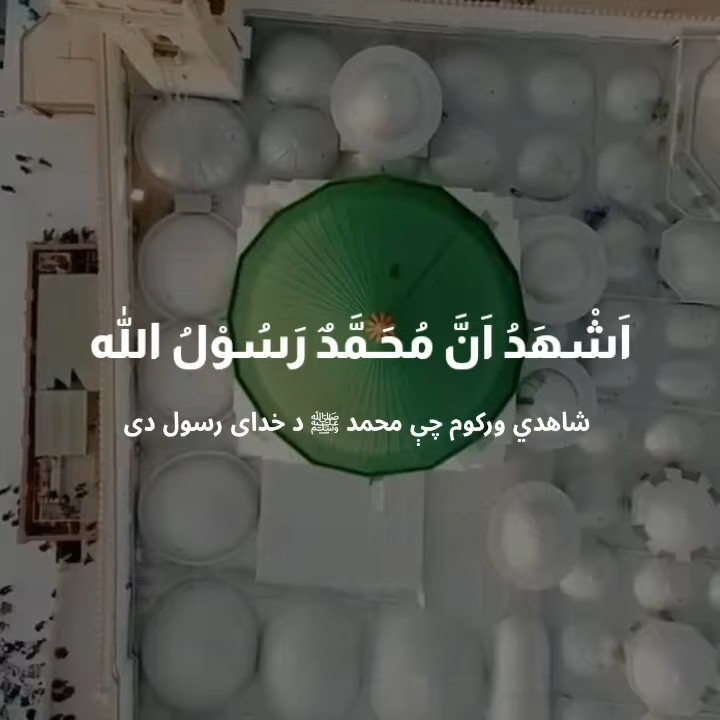 اَشْهَدُ اَنَّ مُحَمَّدٌ رَسُوْلُ اللّٰه
شاهدي ورکوم چې محمد ﷺ د خدای رسول دی